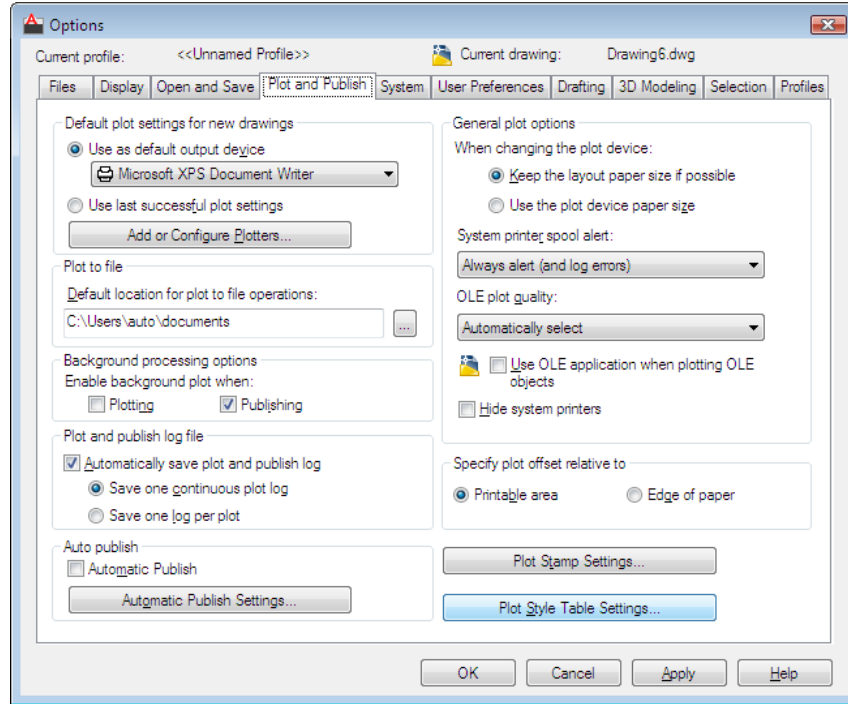 Options
Current profile: <<Unnamed Profile>> Current drawing: Drawing6.dwg
Files Display Open and Save Plot and Publish System User Preferences Drafting 3D Modeling Selection Profiles
Default plot settings for new drawings
Use as default output device
Microsoft XPS Document Writer
Use last successful plot settings
Add or Configure Plotters...
Plot to file
Default location for plot to file operations:
C:\Users\auto\documents
...
Background processing options
Enable background plot when:
Plotting Publishing
Plot and publish log file
Automatically save plot and publish log
Save one continuous plot log
Save one log per plot
Auto publish
Automatic Publish
Automatic Publish Settings...
General plot options
When changing the plot device:
Keep the layout paper size if possible
Use the plot device paper size
System printer spool alert:
Always alert (and log errors)
OLE plot quality:
Automatically select
Use OLE application when plotting OLE
objects
Hide system printers
Specify plot offset relative to
Printable area Edge of paper
Plot Stamp Settings...
Plot Style Table Settings...
OK Cancel Apply Help